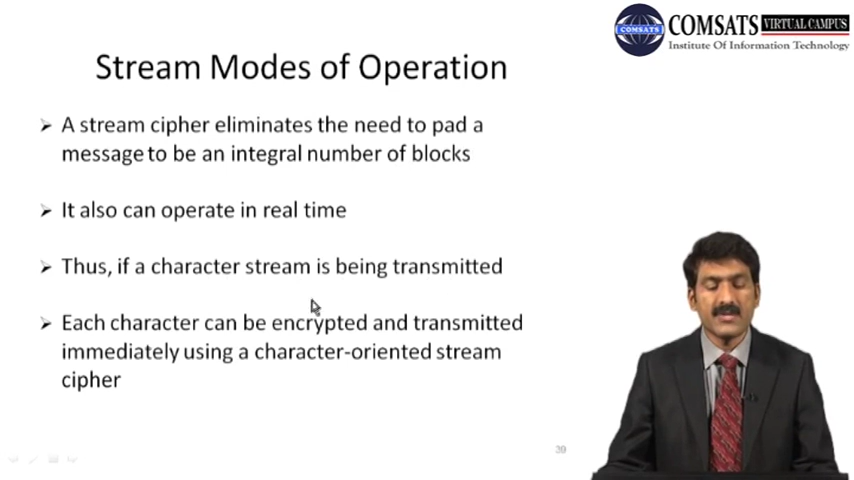 COMSATS VIRTUAL CAMPUS
COMSATS
Institute Of Information Technology
Stream Modes of Operation
➢ A stream cipher eliminates the need to pad a
message to be an integral number of blocks
➢ It also can operate in real time
➢ Thus, if a character stream is being transmitted
➢ Each character can be encrypted and transmitted
immediately using a character-oriented stream
cipher
20